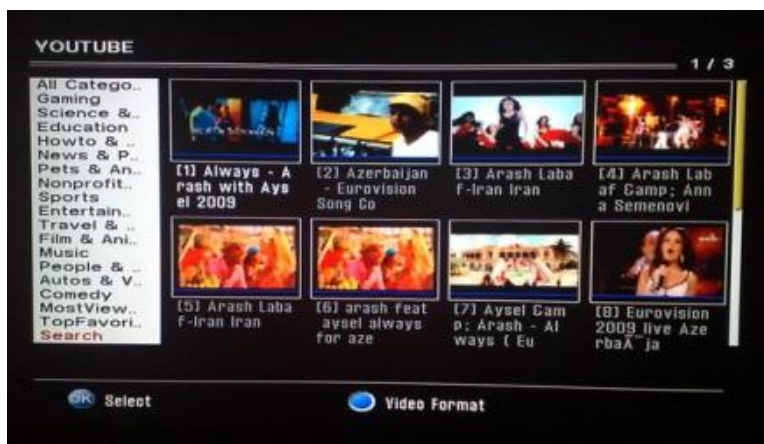 YOUTUBE
1 / 3
All Catego..
Gaming
Science &..
Education
Howto & ..
News & P..
Pets & An..
Nonprofit..
Sports
Entertain..
Travel & ..
Film & Ani..
Music
People & ..
Autos & V..
Comedy
MostView..
TopFavori..
Search
[1] Always - A
rash with Ays
el 2009
[2] Azerbaijan
- Eurovision
Song Co
[3] Arash Laba
f-Iran Iran
[4] Arash Lab
af &amp; Ann
a Semenovi
[5] Arash Laba
f-Iran Iran
[6] arash feat
aysel always
for aze
[7] Aysel &am
p; Arash - Al
ways ( Eu
[8] Eurovision
2009 live Aze
rbaÃ¯ja
OK Select
Video Format